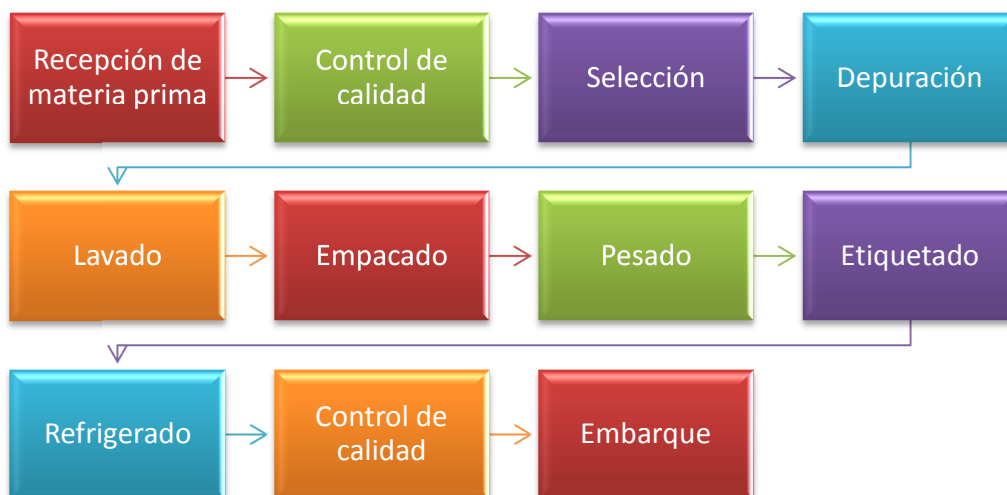 Recepción de
materia prima
Control de
calidad
Selección
Depuración
Lavado
Empacado
Pesado
Etiquetado
Refrigerado
Control de
calidad
Embarque